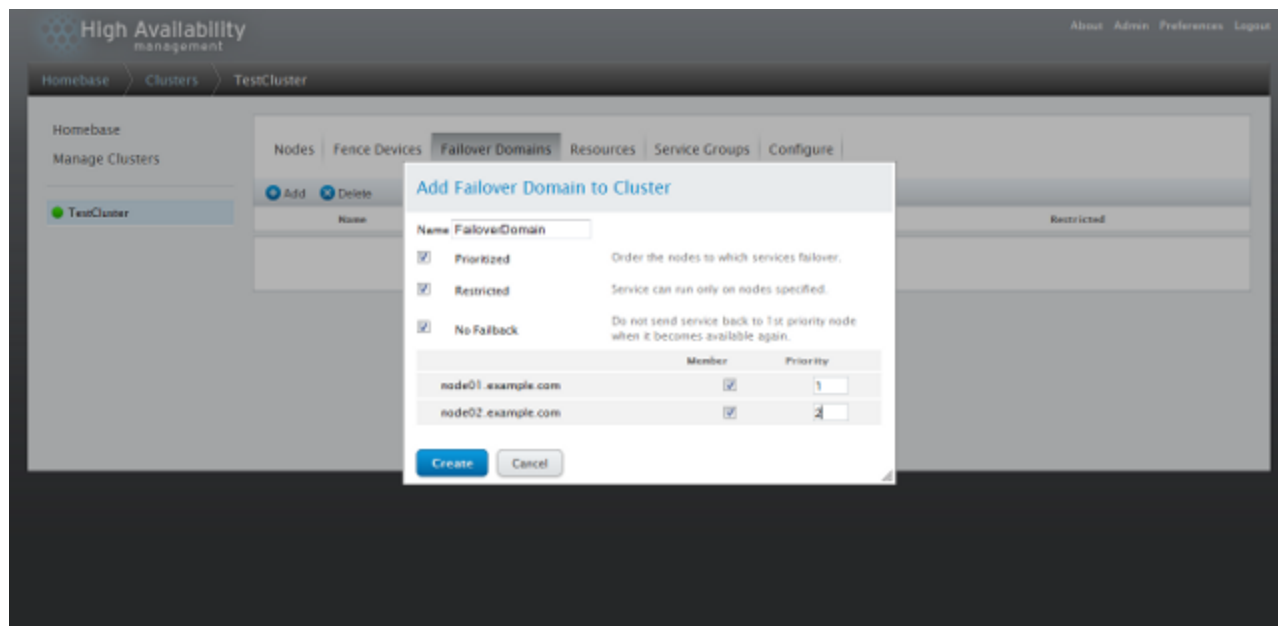 High Availability
management
About Admin Preferences Logout
Homebase Clusters TestCluster
Homebase
Manage Clusters
TestCluster
Nodes Fence Devices Failover Domains Resources Service Groups Configure
Add Delete
Name Restricted
Add Failover Domain to Cluster
Name FailoverDomain
Prioritized Order the nodes to which services failover.
Restricted Service can run only on nodes specified.
No Failback Do not send service back to 1st priority node
when it becomes available again.
Member Priority
node01.example.com 1
node02.example.com 2
Create Cancel